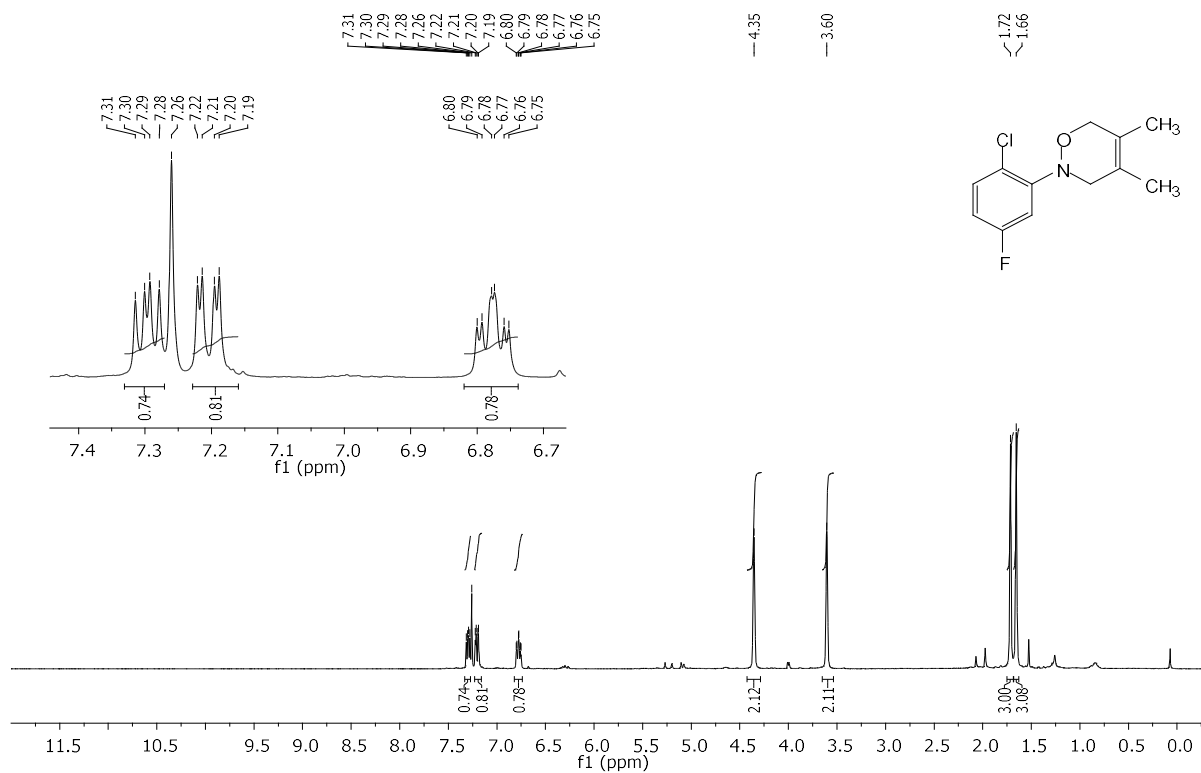 7.31 7.30 7.29 7.28 7.26 7.22 7.21 7.20 7.19 6.80 6.79 6.78 6.77 6.76 6.75 4.35 3.60 1.72 1.66
7.31 7.30 7.29 7.28 7.26 7.22 7.21 7.20 7.19 6.80 6.79 6.78 6.77 6.76 6.75
Cl
O
CH3
N
CH3
F
0.74 0.81 0.78
7.4 7.3 7.2 7.1 7.0 6.9 6.8 6.7
f1 (ppm)
0.74 0.81 0.78 2.12 2.11 3.00 3.08
11.5 10.5 9.5 9.0 8.5 8.0 7.5 7.0 6.5 6.0 5.5 5.0 4.5 4.0 3.5 3.0 2.5 2.0 1.5 1.0 0.5 0.0
f1 (ppm)